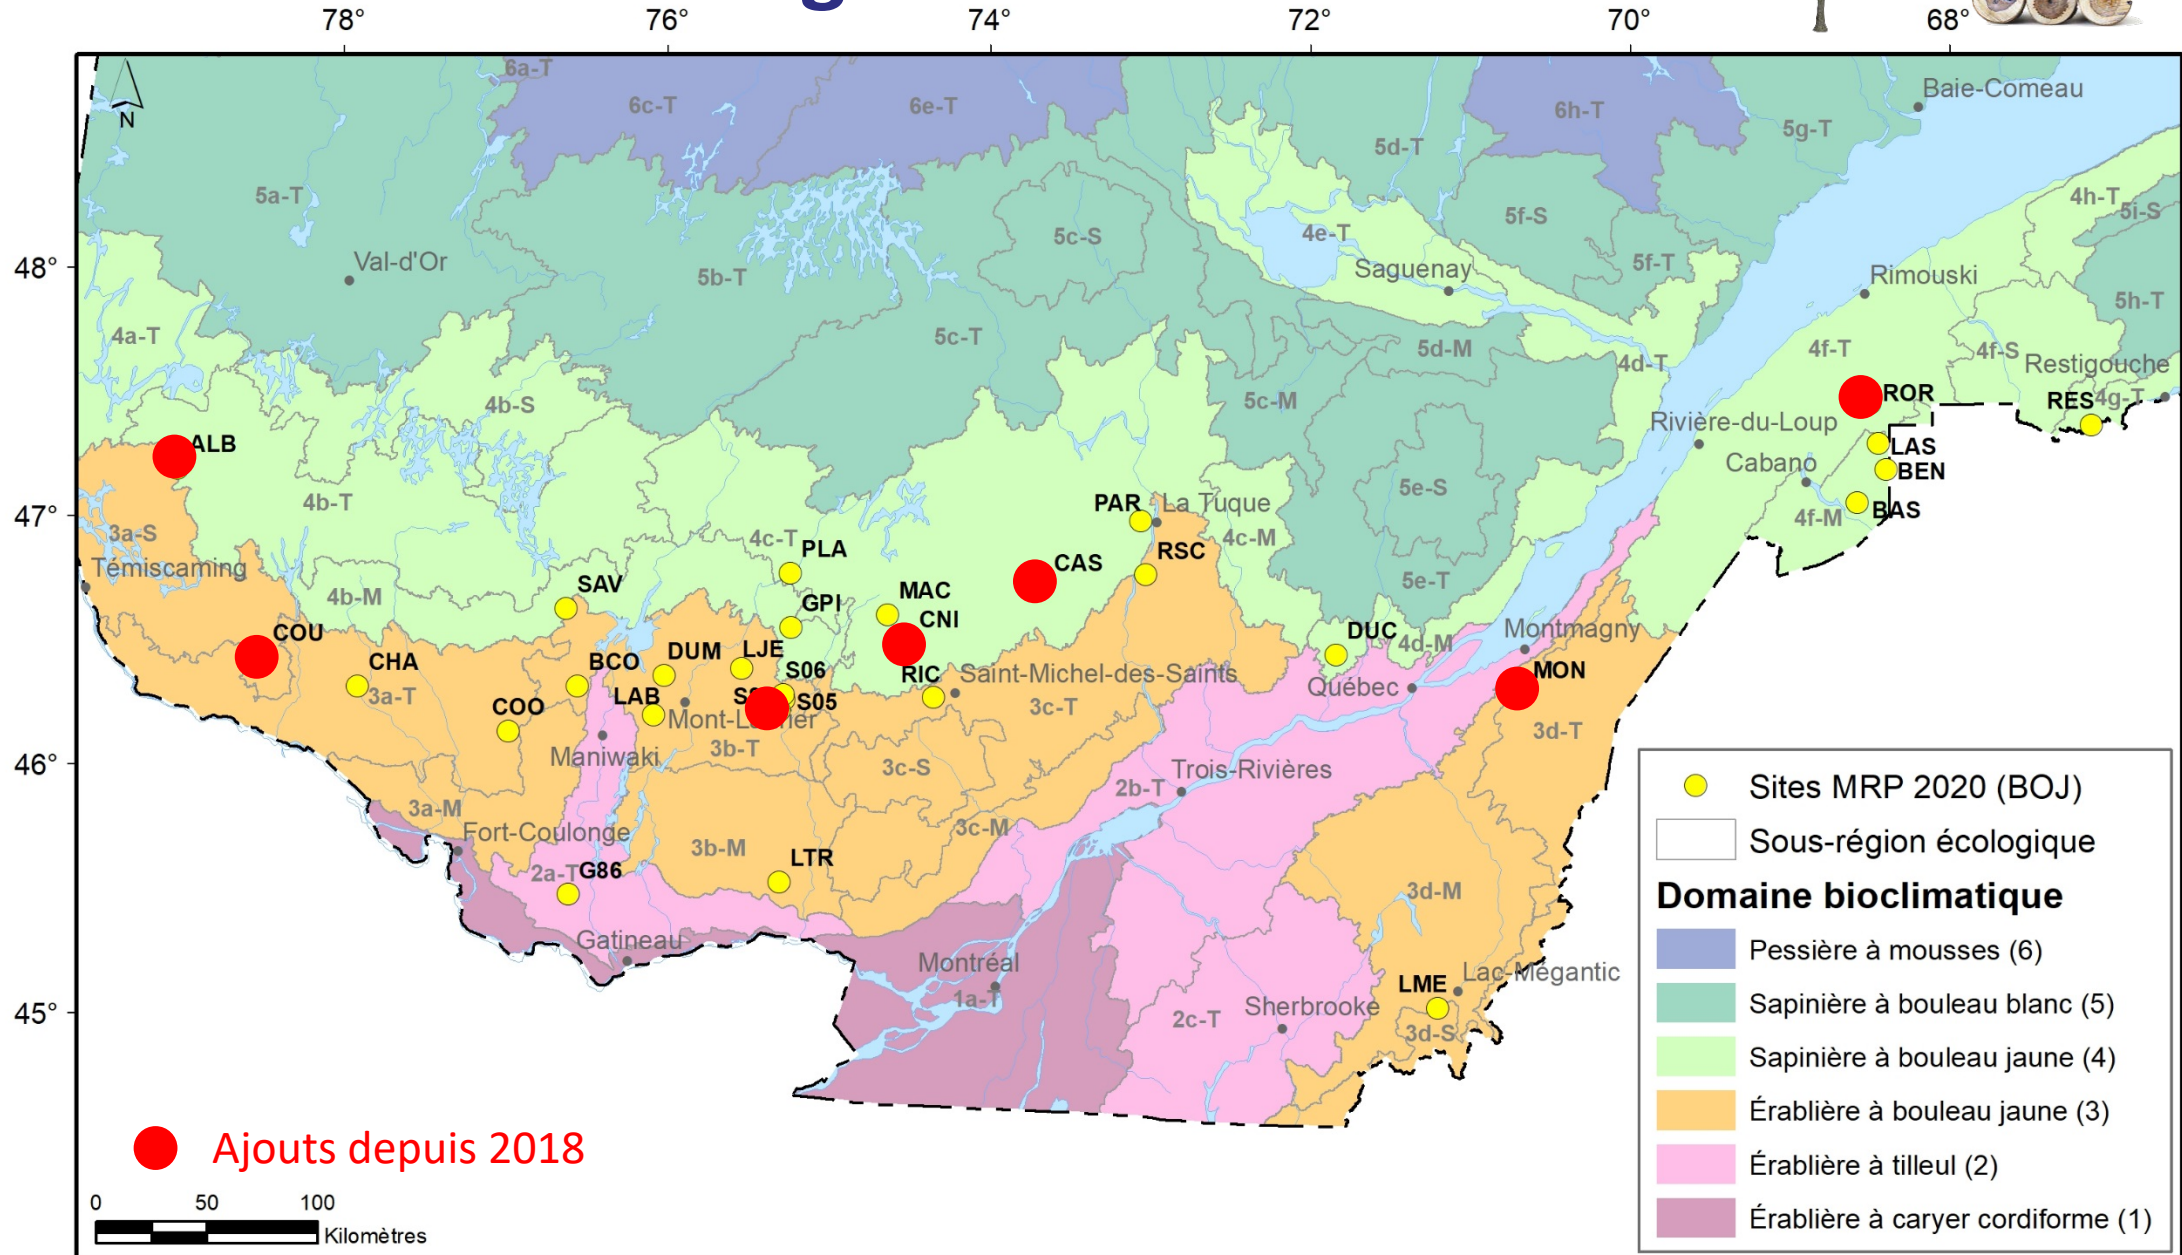 78° 76° 74° 72° 70° 68°
N
6a-T
6c-T
6e-T
6h-T
Baie-Comeau
5g-T
5d-T
5a-T
4h-T
5i-S
5f-S
5c-S
4e-T
48°
Val-d'Or
5b-T
Saguenay
5f-T
Rimouski
5h-T
4a-T
5c-T
5d-M
4d-T
4f-T
4f-S
Restigouche
4b-S
5c-M
ROR
RES
4g-T
Rivière-du-Loup
ALB
LAS
Cabano
BEN
4b-T
5e-S
PAR
La Tuque
47°
BAS
4f-M
3a-S
4c-T
4c-M
PLA
RSC
Témiscaming
CAS
5e-T
4b-M
SAV
MAC
GPI
CNI
COU
DUC
4d-M
Montmagny
CHA
BCO
DUM
LJE
S06
RIC
Saint-Michel-des-Saints
MON
3a-T
COO
LAB
S05
Québec
3c-T
Mont-Laurier
3d-T
46°
Maniwaki
3b-T
3c-S
Trois-Rivières
2b-T
3a-M
Fort-Coulonge
3c-M
3b-M
LTR
2a-T
G86
3d-M
Gatineau
Montréal
LME
Lac-Mégantic
1a-T
45°
2c-T
Sherbrooke
3d-S
Sites MRP 2020 (BOJ)
Sous-région écologique
Domaine bioclimatique
Pessière à mousses (6)
Sapinière à bouleau blanc (5)
Sapinière à bouleau jaune (4)
Érablière à bouleau jaune (3)
Érablière à tilleul (2)
Érablière à caryer cordiforme (1)
Ajouts depuis 2018
0 50 100
Kilomètres